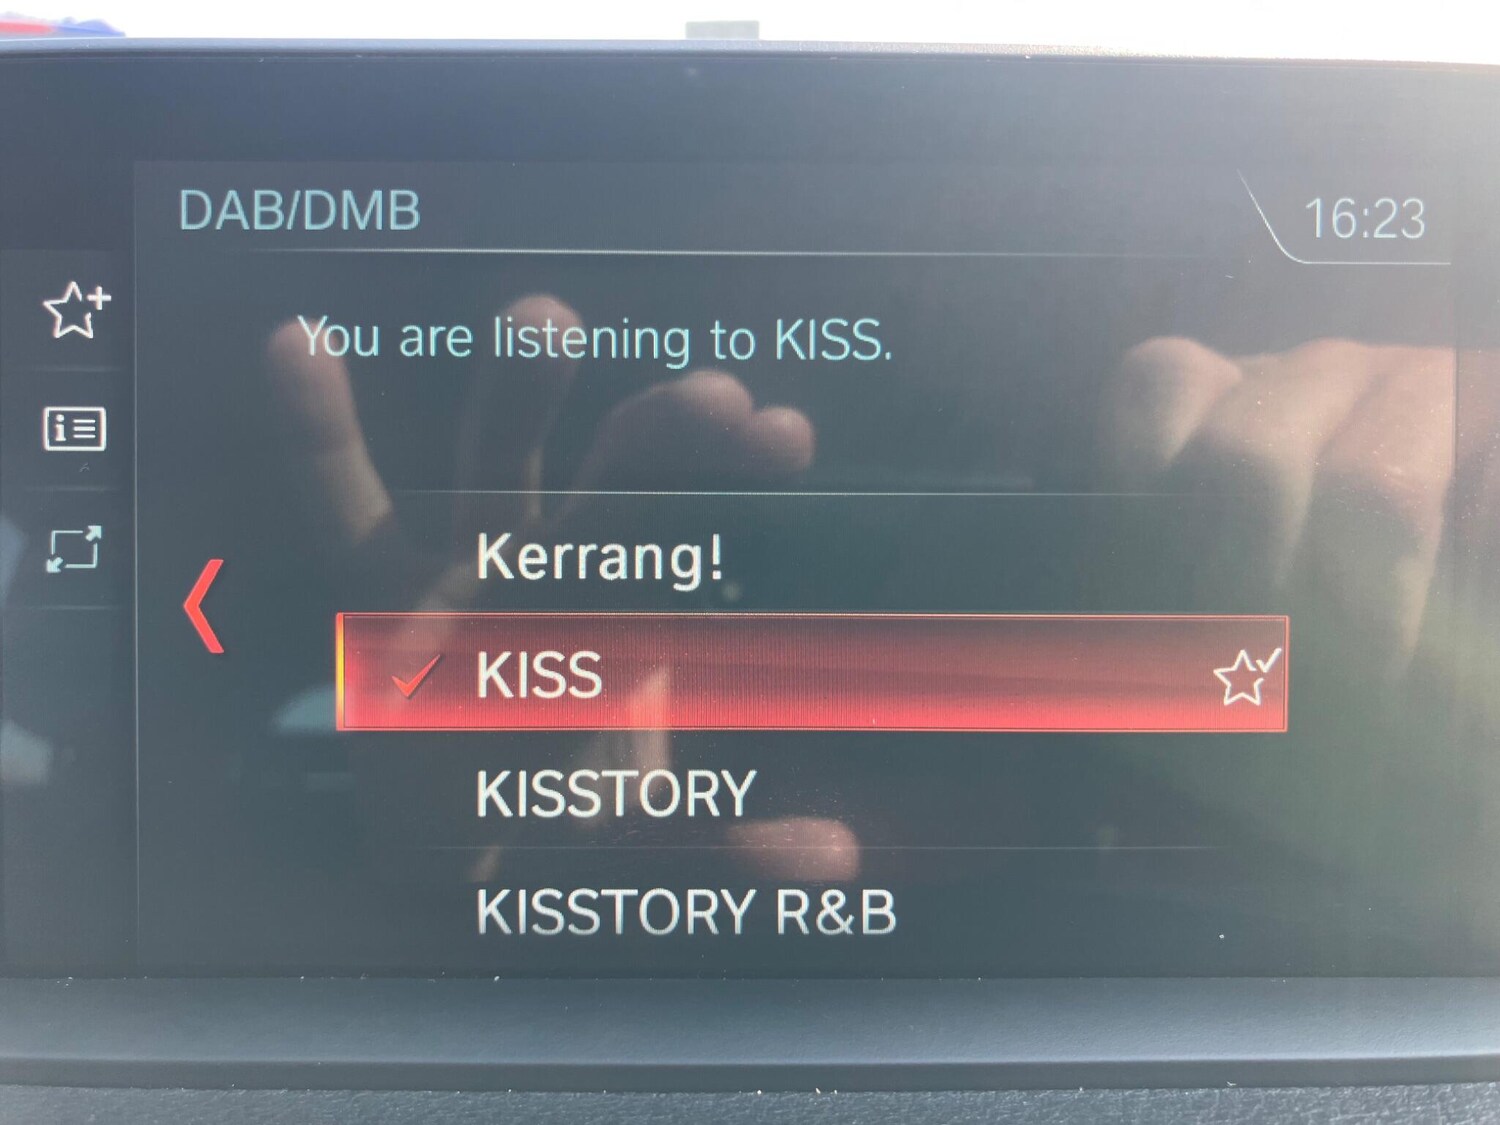 DAB/DMB
16:23
You are listening to KISS.
Kerrang!
KISS
KISSTORY
KISSTORY R&B